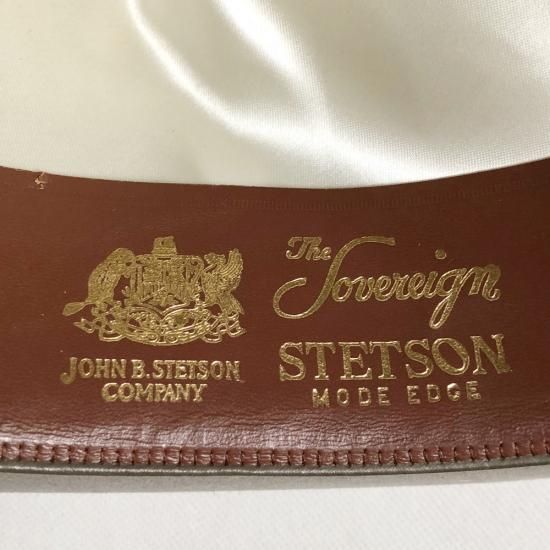 JOHN B. STETSON
COMPANY
The
Sovereign
STETSON
MODE EDGE